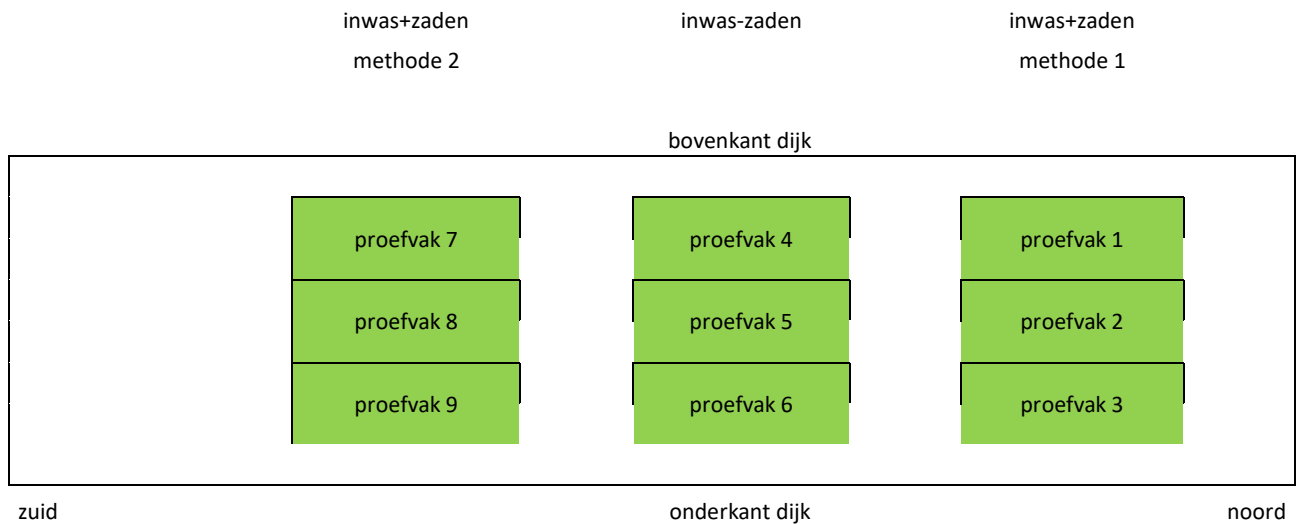 inwas+zaden inwas-zaden inwas+zaden
methode 2 methode 1
bovenkant dijk
proefvak 7 proefvak 4 proefvak 1
proefvak 8 proefvak 5 proefvak 2
proefvak 9 proefvak 6 proefvak 3
zuid onderkant dijk noord